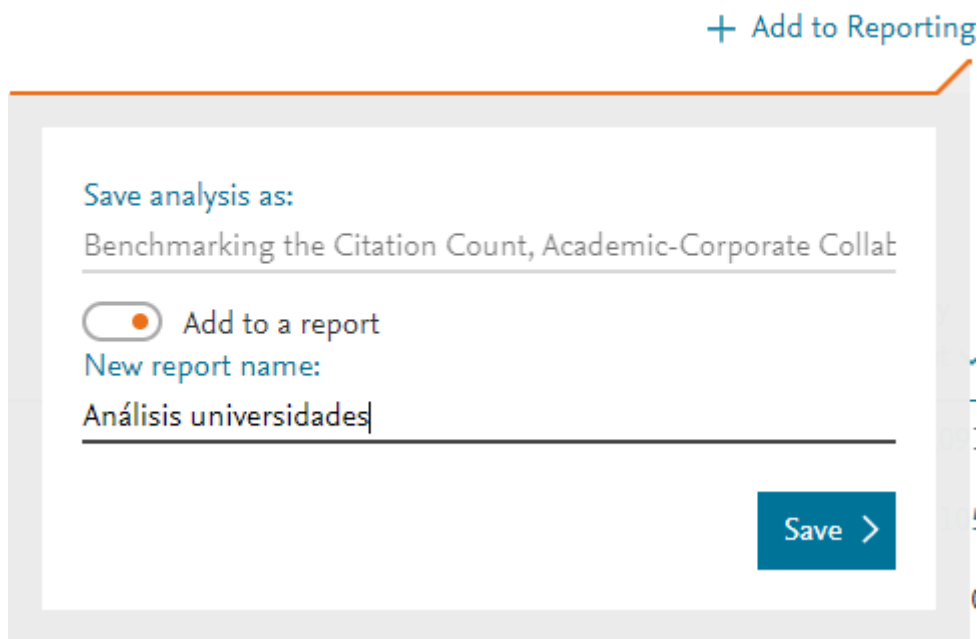 + Add to Reporting
Save analysis as:
Benchmarking the Citation Count, Academic-Corporate Collab
Add to a report
New report name:
Análisis universidades
Save